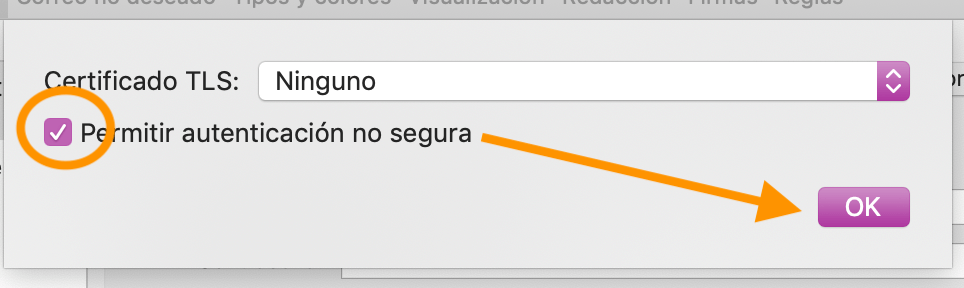 Correo no deseado Tipos y colores Visualización Redacción Firmas Reglas
Certificado TLS: Ninguno
Permitir autenticación no segura
OK